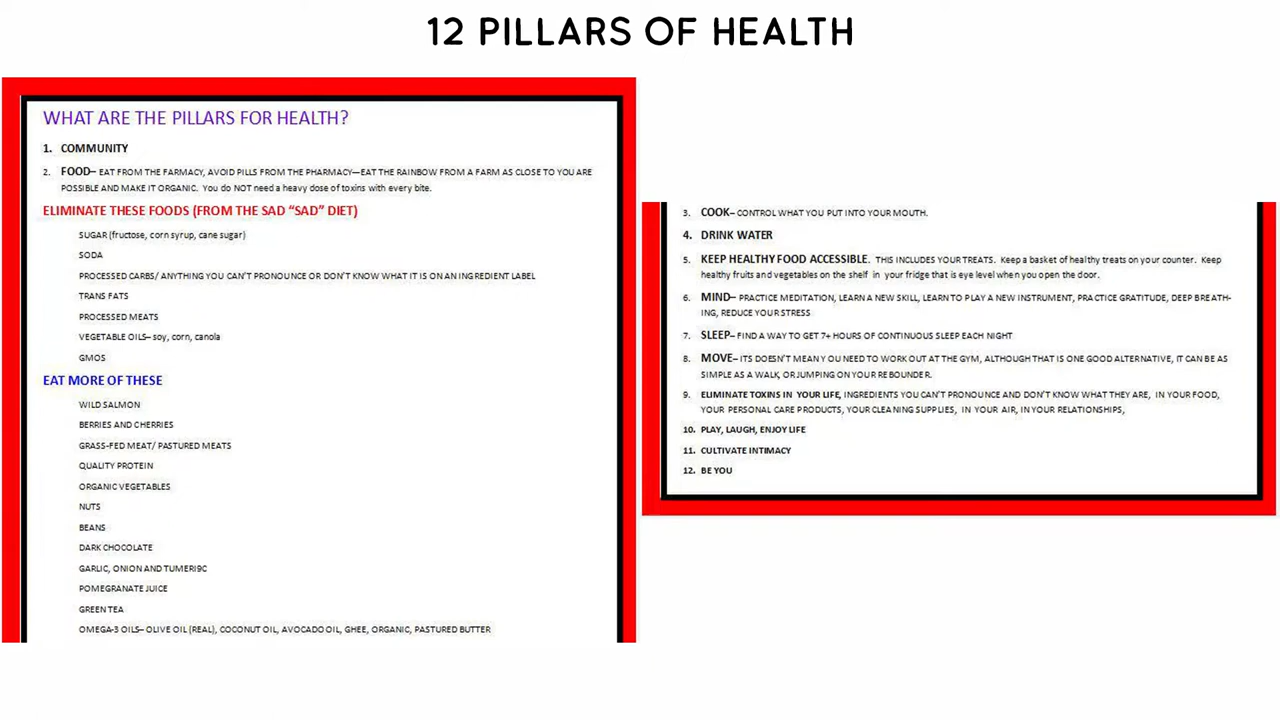 12 PILLARS OF HEALTH
WHAT ARE THE PILLARS FOR HEALTH?
1. COMMUNITY
2. FOOD– EAT FROM THE FARMACY, AVOID PILLS FROM THE PHARMACY—EAT THE RAINBOW FROM A FARM AS CLOSE TO YOU ARE
POSSIBLE AND MAKE IT ORGANIC. You do NOT need a heavy dose of toxins with every bite.
ELIMINATE THESE FOODS (FROM THE SAD “SAD” DIET)
SUGAR (fructose, corn syrup, cane sugar)
SODA
PROCESSED CARBS/ ANYTHING YOU CAN'T PRONOUNCE OR DON'T KNOW WHAT IT IS ON AN INGREDIENT LABEL
TRANS FATS
PROCESSED MEATS
VEGETABLE OILS– soy, corn, canola
GMOS
EAT MORE OF THESE
WILD SALMON
BERRIES AND CHERRIES
GRASS-FED MEAT/ PASTURED MEATS
QUALITY PROTEIN
ORGANIC VEGETABLES
NUTS
BEANS
DARK CHOCOLATE
GARLIC, ONION AND TUMERI9C
POMEGRANATE JUICE
GREEN TEA
OMEGA-3 OILS– OLIVE OIL (REAL), COCONUT OIL, AVOCADO OIL, GHEE, ORGANIC, PASTURED BUTTER
3. COOK– CONTROL WHAT YOU PUT INTO YOUR MOUTH.
4. DRINK WATER
5. KEEP HEALTHY FOOD ACCESSIBLE. THIS INCLUDES YOUR TREATS. Keep a basket of healthy treats on your counter. Keep
healthy fruits and vegetables on the shelf in your fridge that is eye level when you open the door.
6. MIND– PRACTICE MEDITATION, LEARN A NEW SKILL, LEARN TO PLAY A NEW INSTRUMENT, PRACTICE GRATITUDE, DEEP BREATH-
ING, REDUCE YOUR STRESS
7. SLEEP– FIND A WAY TO GET 7+ HOURS OF CONTINUOUS SLEEP EACH NIGHT
8. MOVE– ITS DOESN'T MEAN Y OU NEED TO WORK OUT AT THE GYM, ALTHOUGH THAT IS ONE GOOD ALTERNATIVE, IT CAN BE AS
SIMPLE AS A WALK, OR JUMPING ON YOUR REBOUNDER.
9. ELIMINATE TOXINS IN YOUR LIFE, INGREDIENTS YOU CAN'T PRONOUNCE AND DON'T KNOW WHAT THEY ARE, IN YOUR FOOD,
YOUR PERSONAL CARE PRODUCTS, YOUR CLEANING SUPPLIES, IN YOUR AIR, IN YOUR RELATIONSHIPS,
10. PLAY, LAUGH, ENJOY LIFE
11. CULTIVATE INTIMACY
12. BE YOU